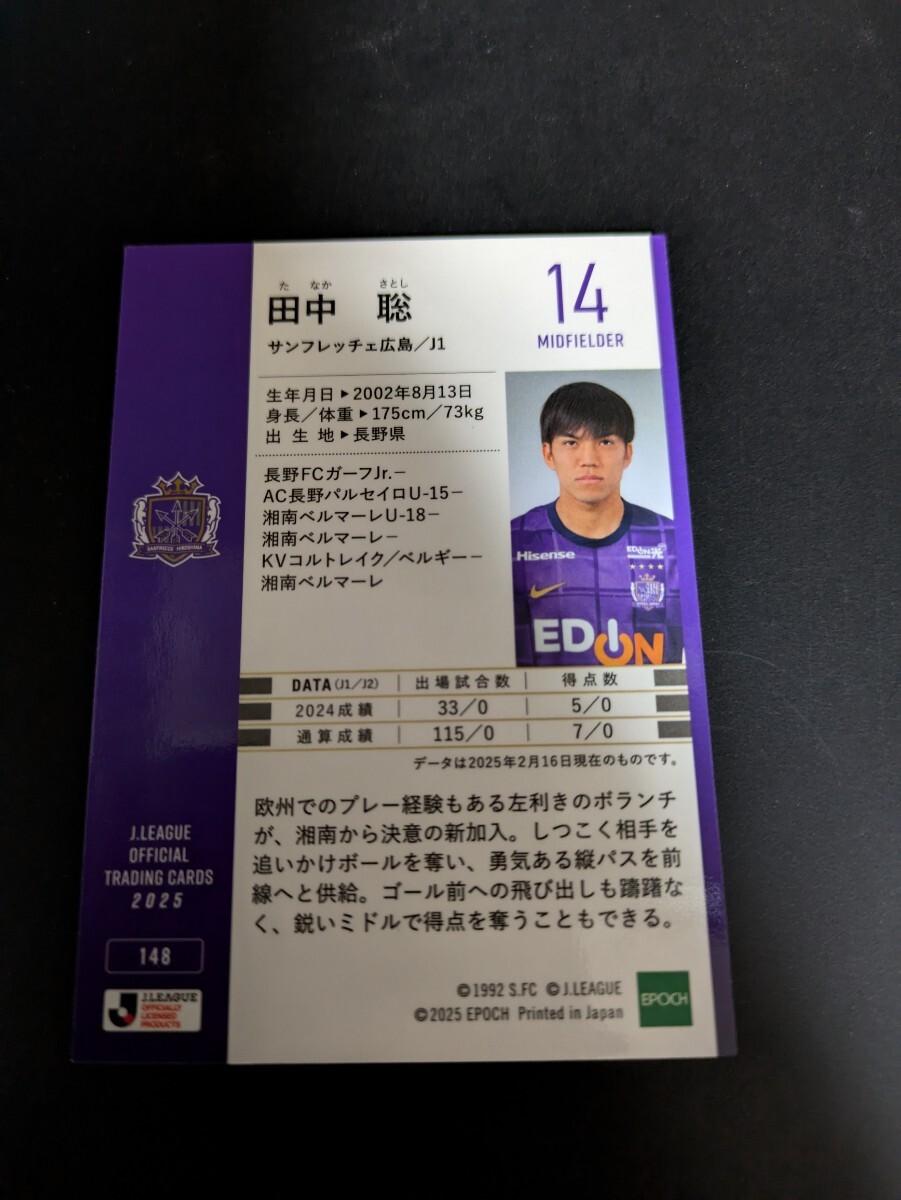 た なか さとし
田中 聡
サンフレッチェ広島／J1
14
MIDFIELDER
生年月日▶2002年8月13日
身長／体重▶175cm／73kg
出生地▶長野県
長野FCガーフJr.－
AC長野パルセイロU-15－
湘南ベルマーレU-18－
湘南ベルマーレ－
KVコルトレイク／ベルギー－
湘南ベルマーレ
SANFRECCE HIROSHIMA
Hisense
EDION光
EDION
DATA（J1／J2） 出場試合数 得点数
2024成績 33／0 5／0
通算成績 115／0 7／0
データは2025年2月16日現在のものです。
欧州でのプレー経験もある左利きのボランチ
が、湘南から決意の新加入。しつこく相手を
追いかけボールを奪い、勇気ある縦パスを前
線へと供給。ゴール前への飛び出しも躊躇な
く、鋭いミドルで得点を奪うこともできる。
J.LEAGUE
OFFICIAL
TRADING CARDS
2025
148
J.LEAGUE
OFFICIALLY
LICENSED
PRODUCTS
©1992 S.FC ©J.LEAGUE
©2025 EPOCH Printed in Japan
EPOCH